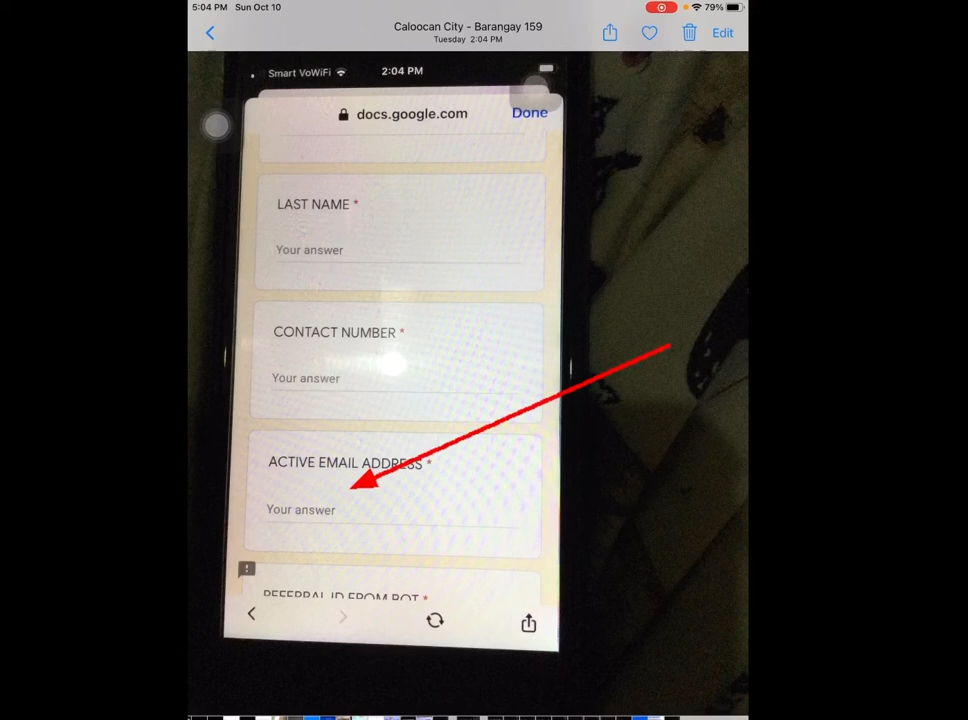 5:04 PM Sun Oct 10
79%
Caloocan City - Barangay 159
Tuesday 2:04 PM
Edit
Smart VoWiFi
2:04 PM
docs.google.com
Done
LAST NAME *
Your answer
CONTACT NUMBER *
Your answer
ACTIVE EMAIL ADDRESS *
Your answer
REFERRAL ID FROM BOT *